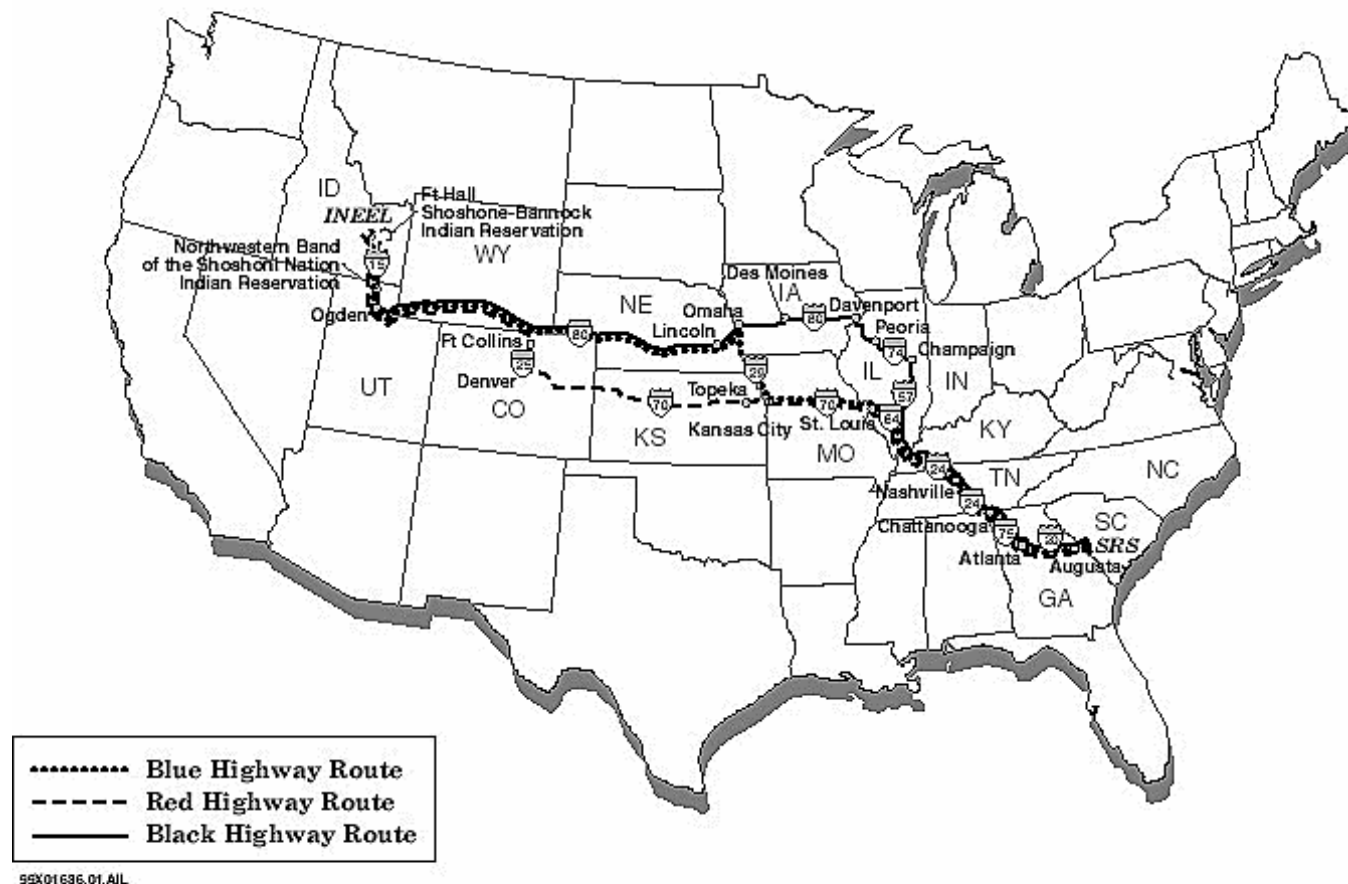 ID
INEEL
Ft Hall
Shoshone-Bannock
Indian Reservation
Northwestern Band
of the Shoshoni Nation
Indian Reservation
15
WY
Ogden
NE
80
Omaha
Lincoln
Des Moines
IA
80
Davenport
Peoria
74
Champaign
Ft Collins
25
Denver
UT
CO
70
KS
Topeka
29
Kansas City
70
St. Louis
MO
IL
57
64
IN
KY
24
Nashville
TN
24
NC
Chattanooga
75
Atlanta
20
SC
SRS
Augusta
GA
Blue Highway Route
Red Highway Route
Black Highway Route